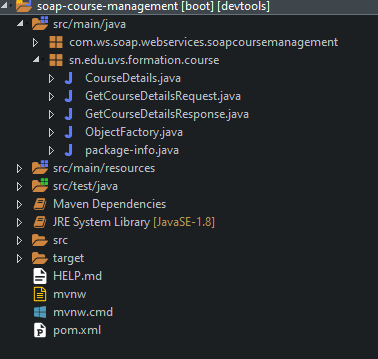 soap-course-management [boot] [devtools]
src/main/java
com.ws.soap.webservices.soapcoursemanagement
sn.edu.uvs.formation.course
CourseDetails.java
GetCourseDetailsRequest.java
GetCourseDetailsResponse.java
ObjectFactory.java
package-info.java
src/main/resources
src/test/java
Maven Dependencies
JRE System Library [JavaSE-1.8]
src
target
HELP.md
mvnw
mvnw.cmd
pom.xml